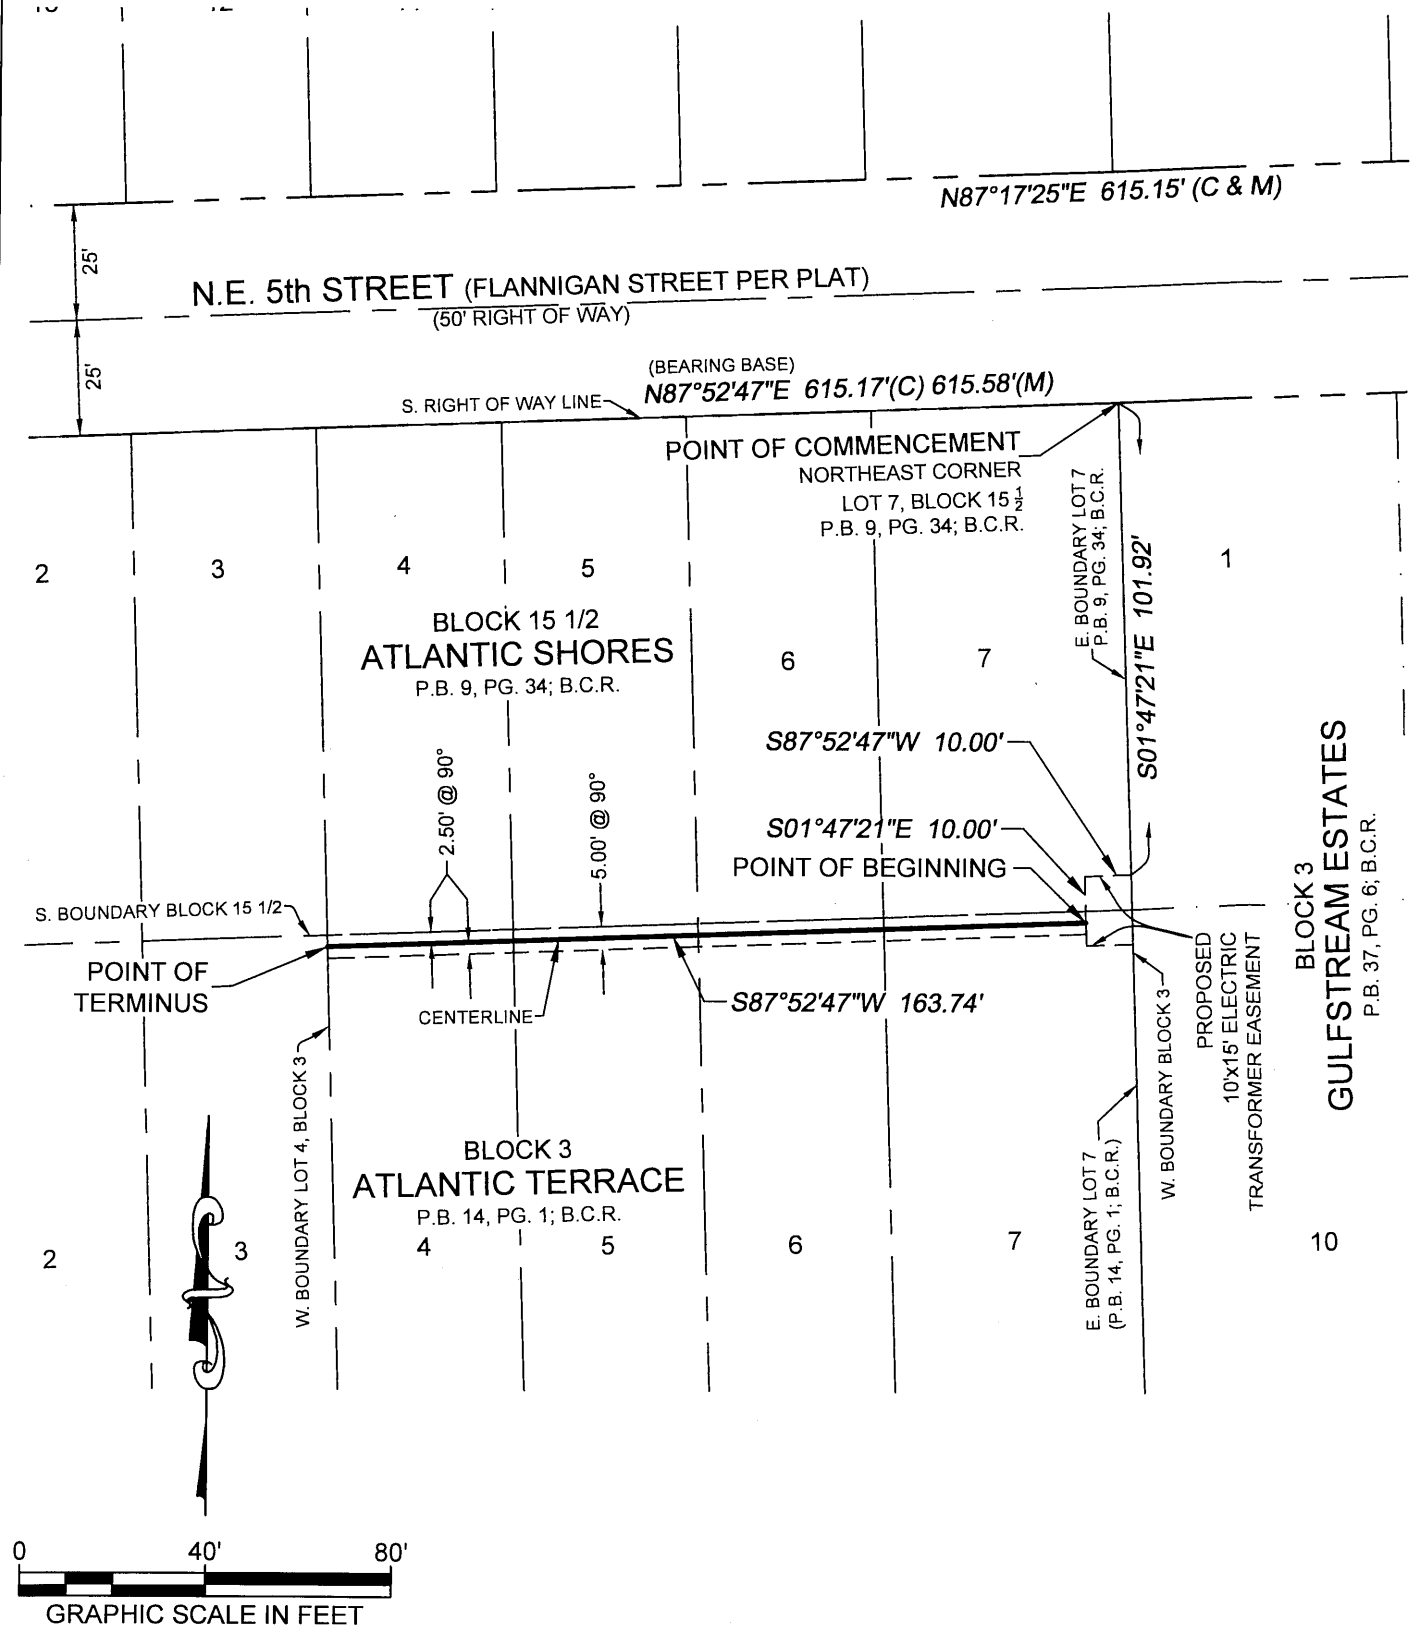 N87°17'25"E 615.15' (C & M)
25'
N.E. 5th STREET (FLANNIGAN STREET PER PLAT)
(50' RIGHT OF WAY)
25'
(BEARING BASE)
N87°52'47"E 615.17'(C) 615.58'(M)
S. RIGHT OF WAY LINE
POINT OF COMMENCEMENT
NORTHEAST CORNER
LOT 7, BLOCK 15 ½
P.B. 9, PG. 34; B.C.R.
E. BOUNDARY LOT 7
P.B. 9, PG. 34; B.C.R.
S01°47'21"E 101.92'
2
3
4
5
1
BLOCK 15 1/2
ATLANTIC SHORES
P.B. 9, PG. 34; B.C.R.
6
7
S87°52'47"W 10.00'
2.50' @ 90°
5.00' @ 90°
S01°47'21"E 10.00'
POINT OF BEGINNING
BLOCK 3
GULFSTREAM ESTATES
P.B. 37, PG. 6; B.C.R.
S. BOUNDARY BLOCK 15 1/2
POINT OF
TERMINUS
CENTERLINE
S87°52'47"W 163.74'
PROPOSED
10'x15' ELECTRIC
TRANSFORMER EASEMENT
W. BOUNDARY BLOCK 3
W. BOUNDARY LOT 4, BLOCK 3
E. BOUNDARY LOT 7
(P.B. 14, PG. 1; B.C.R.)
BLOCK 3
ATLANTIC TERRACE
P.B. 14, PG. 1; B.C.R.
2
3
4
5
6
7
10
0 40' 80'
GRAPHIC SCALE IN FEET